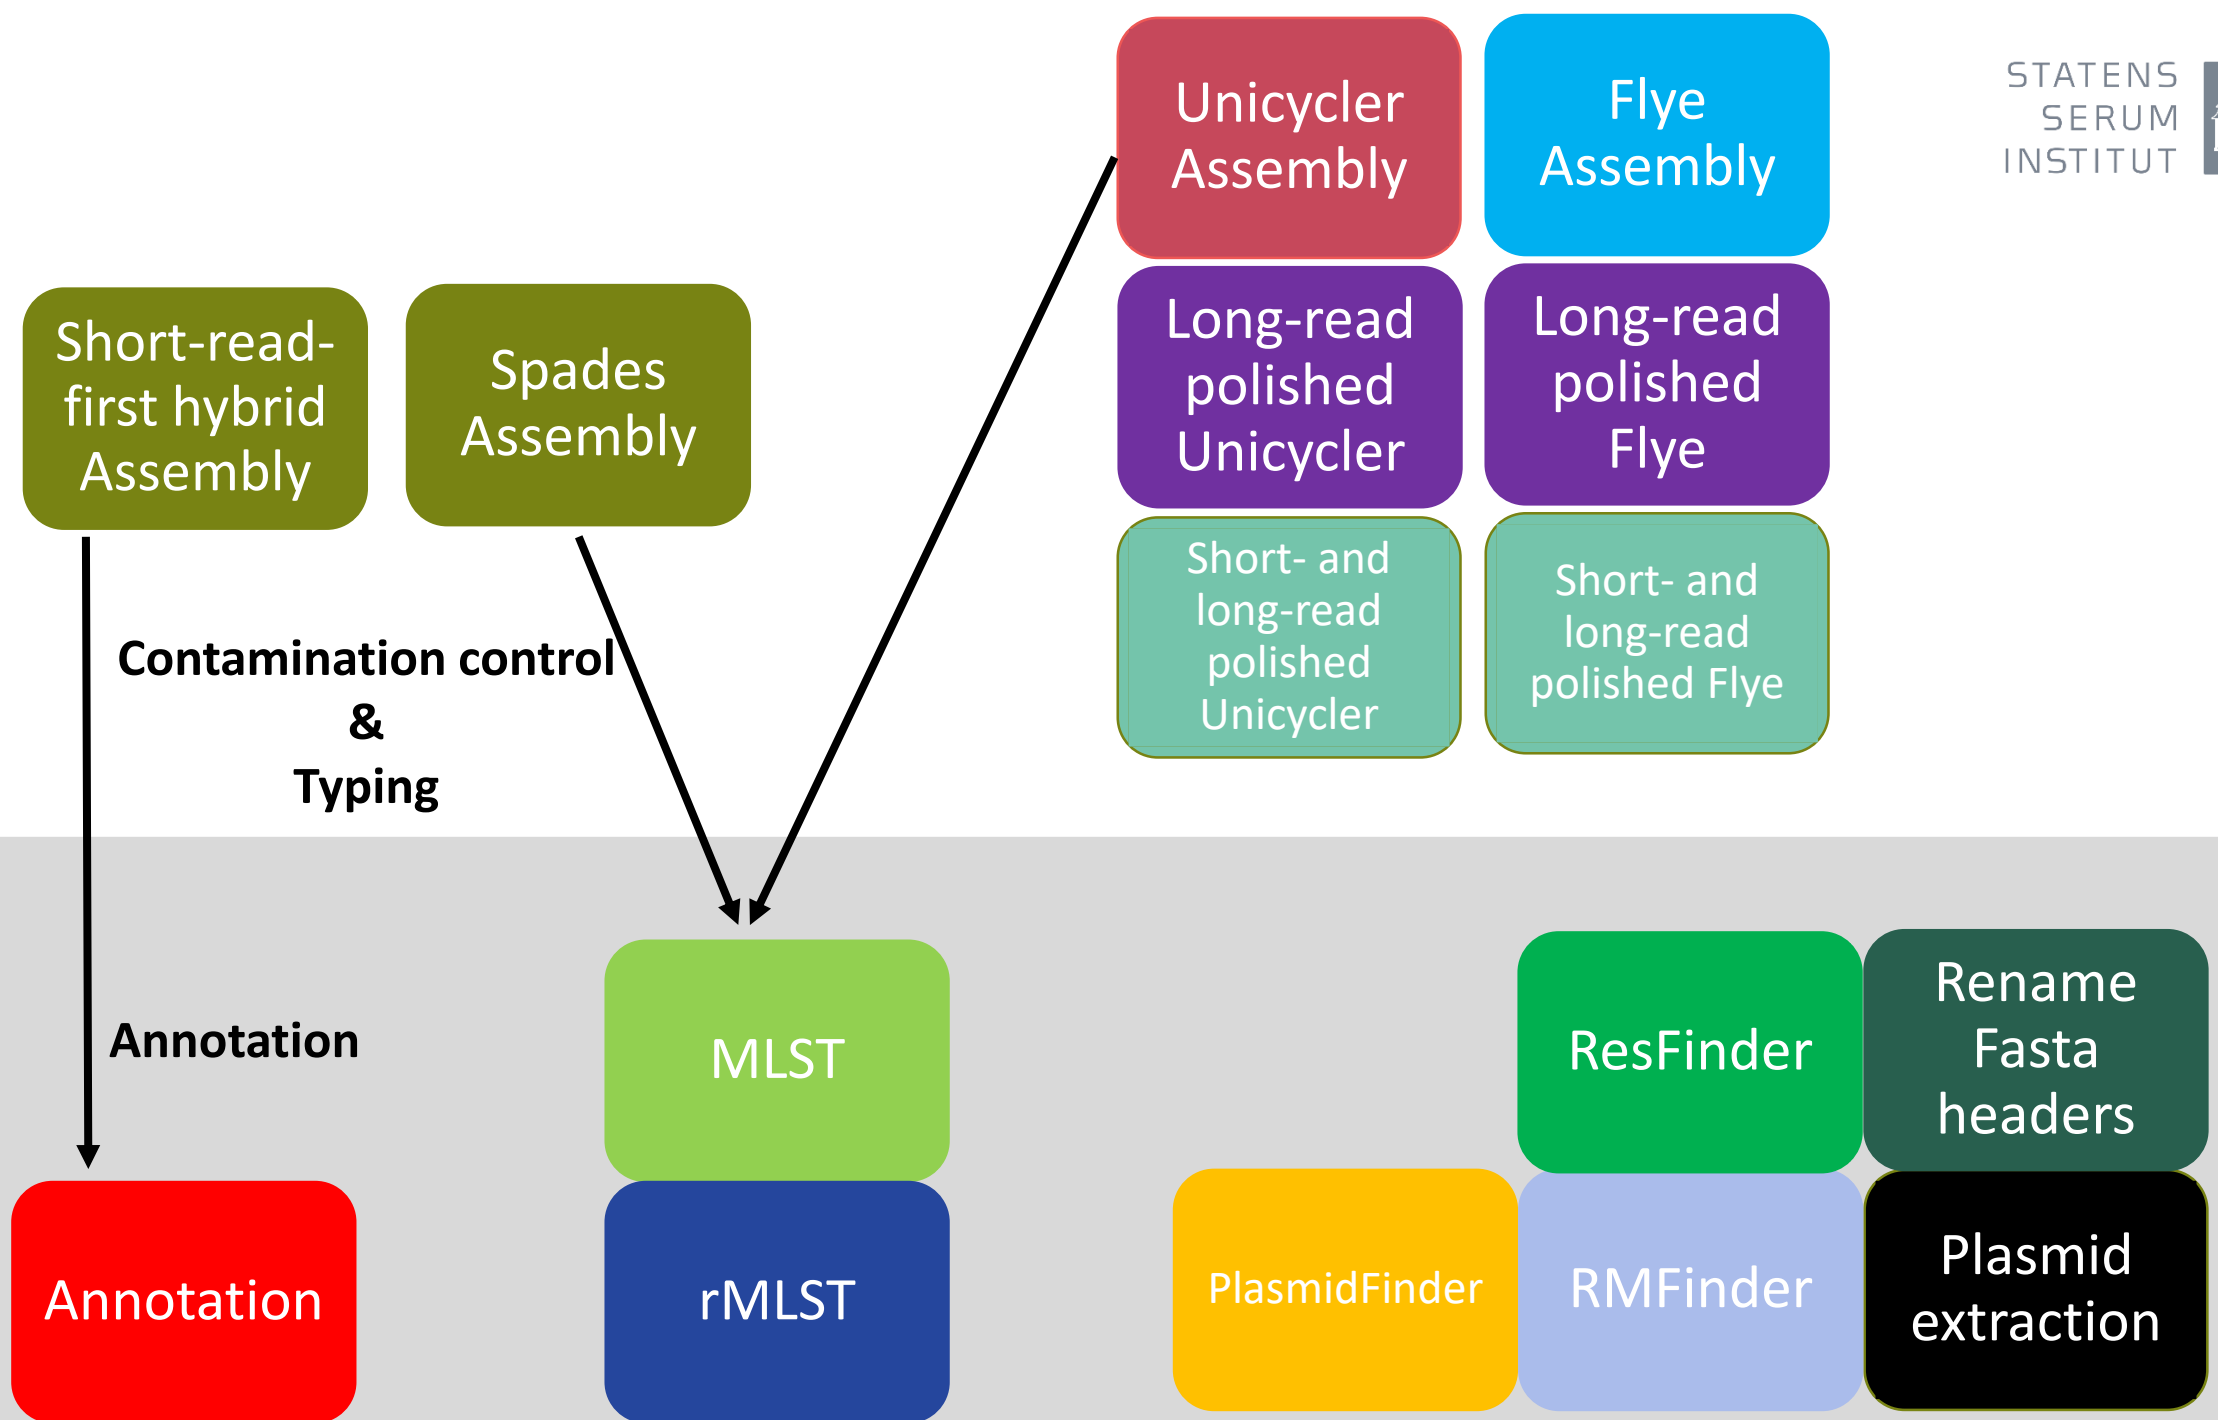 Unicycler
Assembly
Flye
Assembly
STATENS
SERUM
INSTITUT
Short-read-
first hybrid
Assembly
Spades
Assembly
Long-read
polished
Unicycler
Long-read
polished
Flye
Short- and
long-read
polished
Unicycler
Short- and
long-read
polished Flye
Contamination control
&
Typing
Annotation
MLST
ResFinder
Rename
Fasta
headers
Annotation
rMLST
PlasmidFinder
RMFinder
Plasmid
extraction